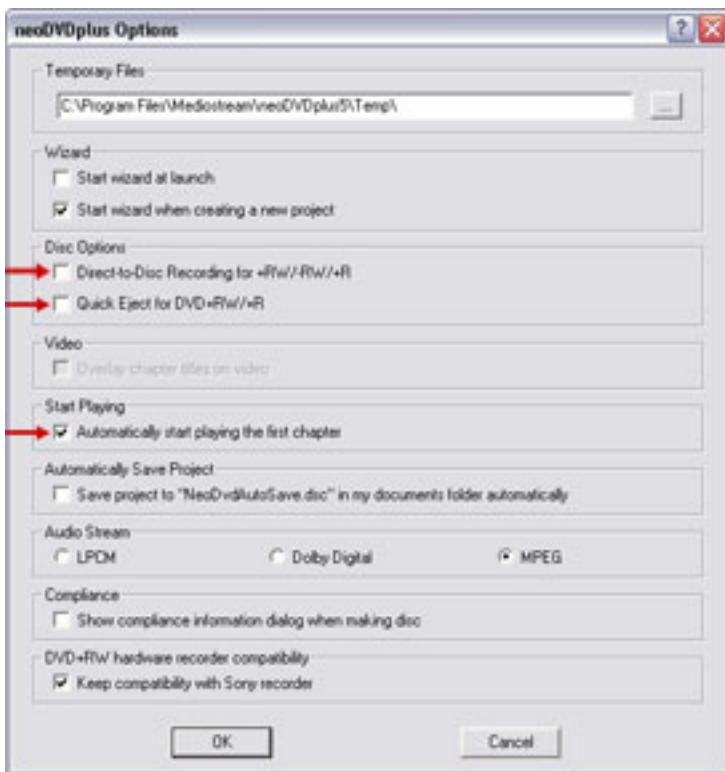 neoDVDplus Options
Temporary Files
C:\Program Files\Mediostream\neoDVDplus5\Temp\
...
Wizard
Start wizard at launch
Start wizard when creating a new project
Disc Options
Direct-to-Disc Recording for +RW/-RW/+R
Quick Eject for DVD+RW/+R
Video
Overlay chapter titles on video
Start Playing
Automatically start playing the first chapter
Automatically Save Project
Save project to "NeoDvdAutoSave.dsc" in my documents folder automatically
Audio Stream
LPCM Dolby Digital MPEG
Compliance
Show compliance information dialog when making disc
DVD+RW hardware recorder compatibility
Keep compatibility with Sony recorder
OK Cancel